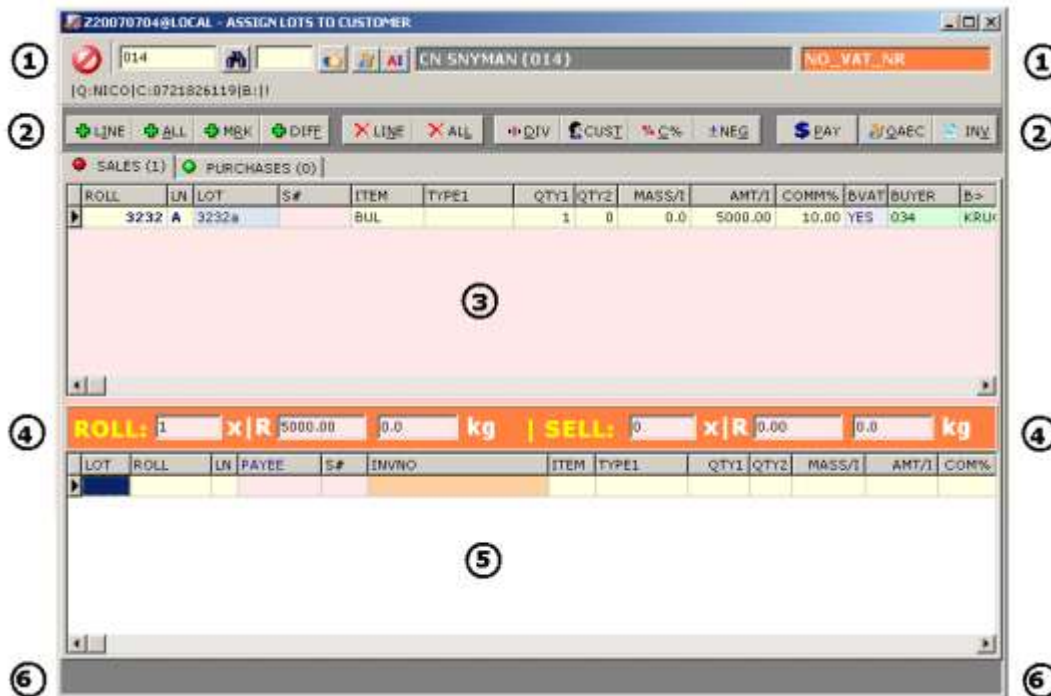 Z20070704@LOCAL - ASSIGN LOTS TO CUSTOMER
1 014 AI CN SNYMAN (014) NO_VAT_NR 1
|Q:NICO|C:0721826119|B:|!
2 LINE ALL MRK DIFF LINE ALL DIV CUST C% ±NEG PAY QAEC INV 2
SALES (1) PURCHASES (0)
ROLL LN LOT S# ITEM TYPE1 QTY1 QTY2 MASS/I AMT/I COMM% BVAT BUYER B>
3232 A 3232a BUL 1 0 0.0 5000.00 10.00 YES 034 KRU
3
4 ROLL: 1 x|R 5000.00 0.0 kg | SELL: 0 x|R 0.00 0.0 kg 4
LOT ROLL LN PAYEE S# INVNO ITEM TYPE1 QTY1 QTY2 MASS/I AMT/I COM%
5
6 6